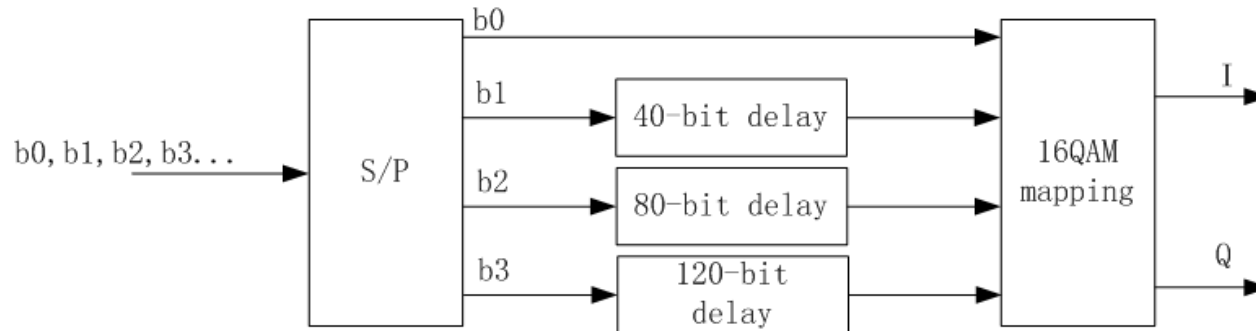 b0
b1
40-bit delay
I
b0, b1, b2, b3...
S/P
16QAM
mapping
b2
80-bit delay
b3
120-bit
delay
Q